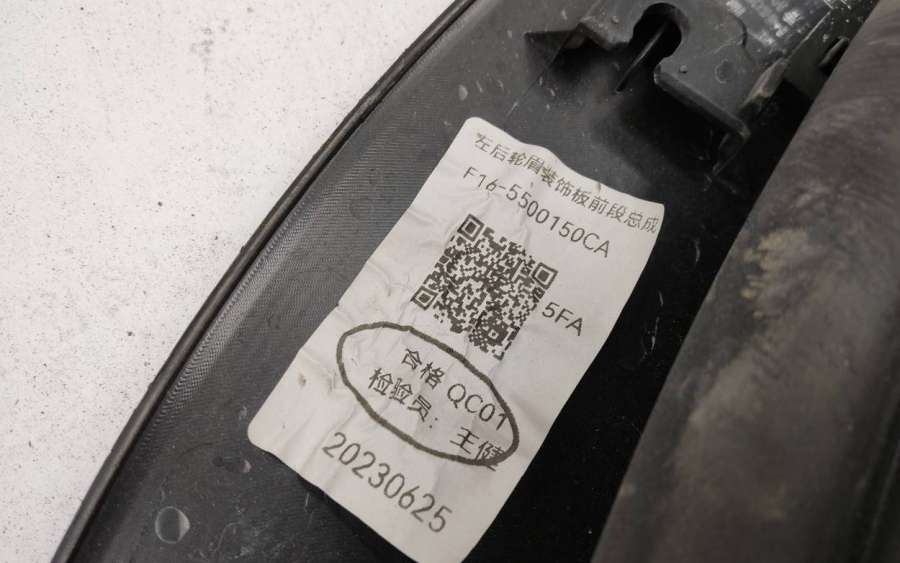 左后轮眉装饰板前段总成
F16-5500150CA
5FA
合格 QC01
检验员：王健
20230625